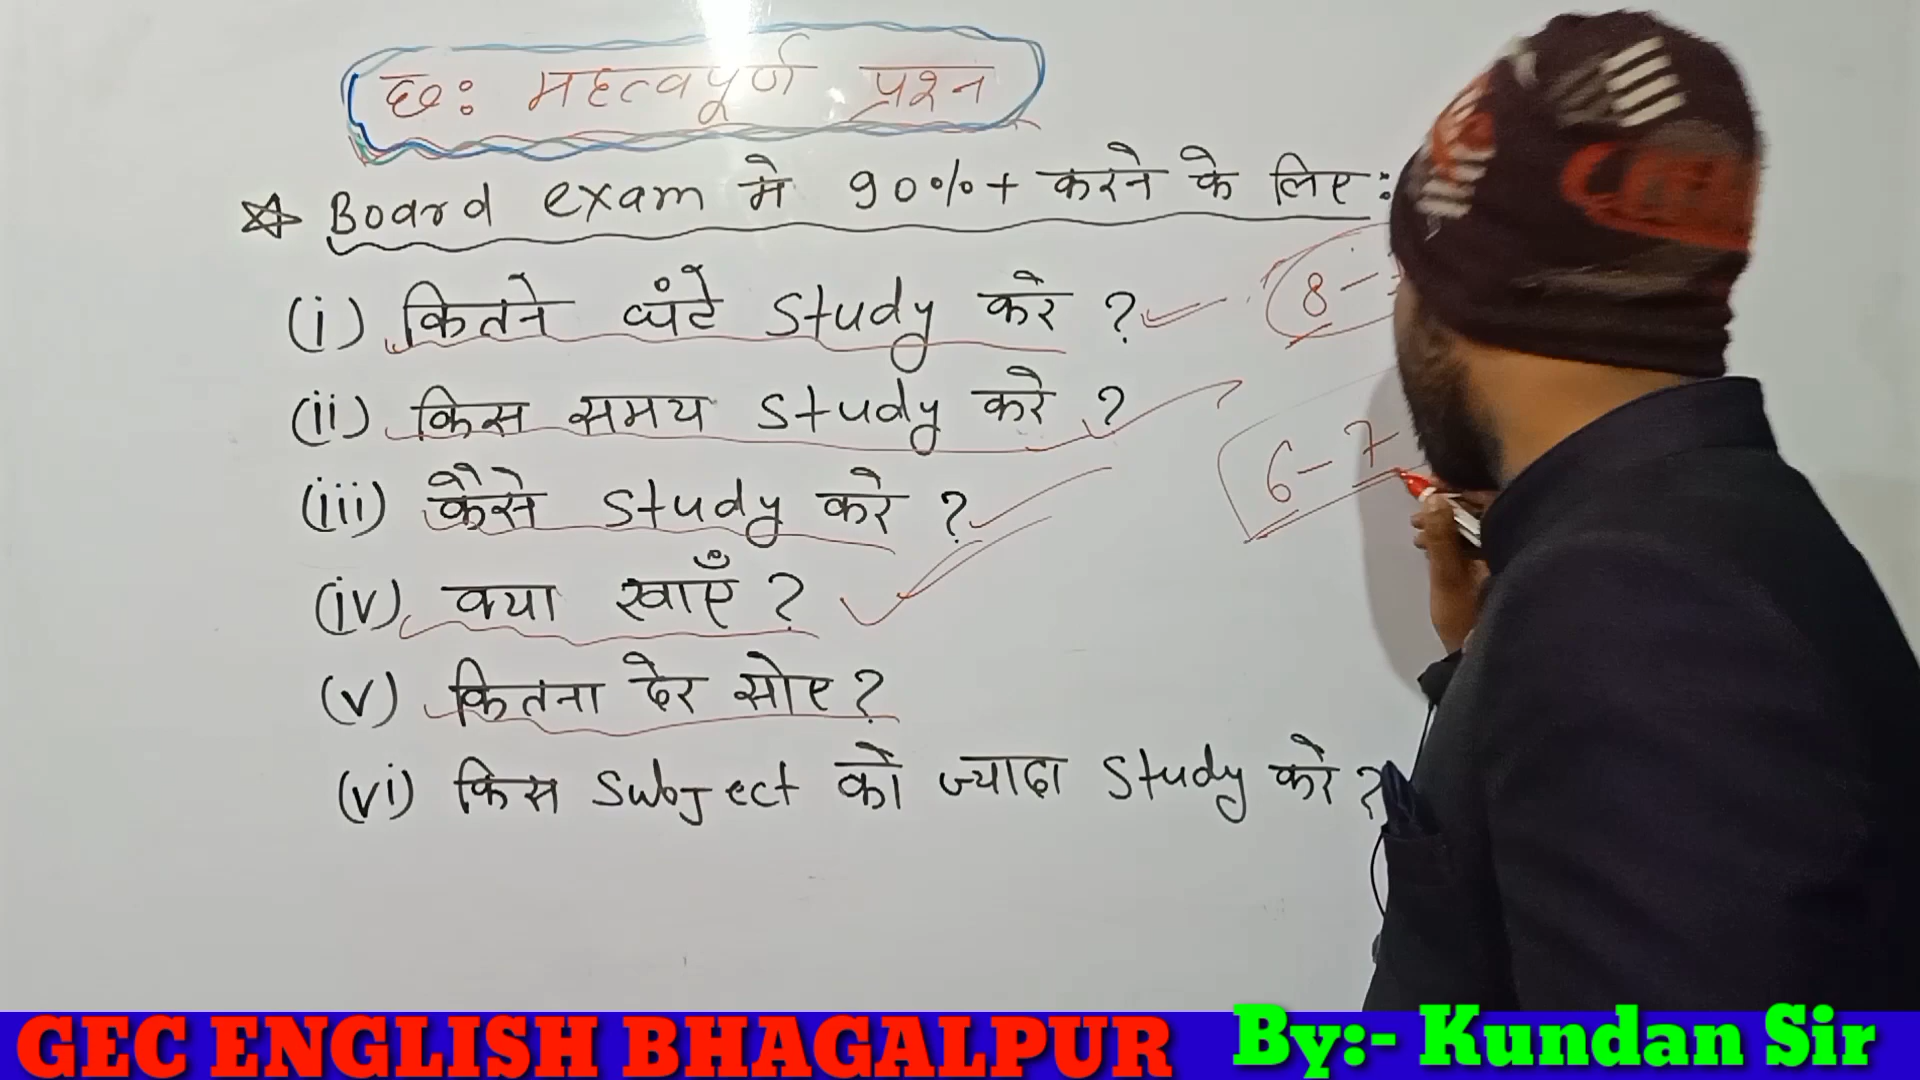 छः महत्वपूर्ण प्रश्न
Board exam मे 90%+ करने के लिए:
(i) कितने घंटे study करे ?
8-
(ii) किस समय study करे ?
6-7
(iii) कैसे study करे ?
(iv) क्या खाएँ ?
(v) कितना देर सोए ?
(vi) किस subject को ज्यादा study करे ?
GEC ENGLISH BHAGALPUR By:- Kundan Sir